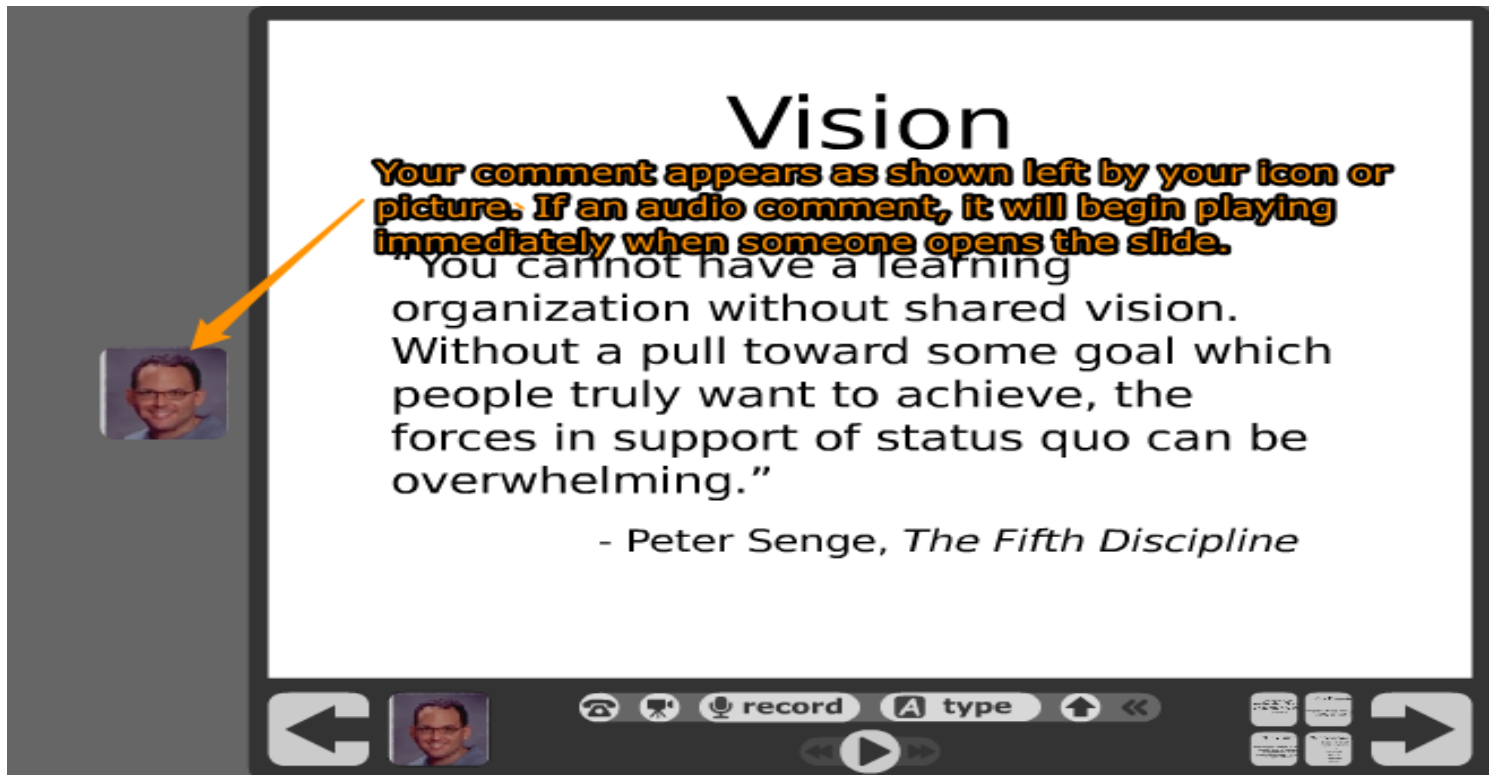 Vision
Your comment appears as shown left by your icon or
picture. If an audio comment, it will begin playing
immediately when someone opens the slide.
“You cannot have a learning
organization without shared vision.
Without a pull toward some goal which
people truly want to achieve, the
forces in support of status quo can be
overwhelming.”
- Peter Senge, The Fifth Discipline
record
A type